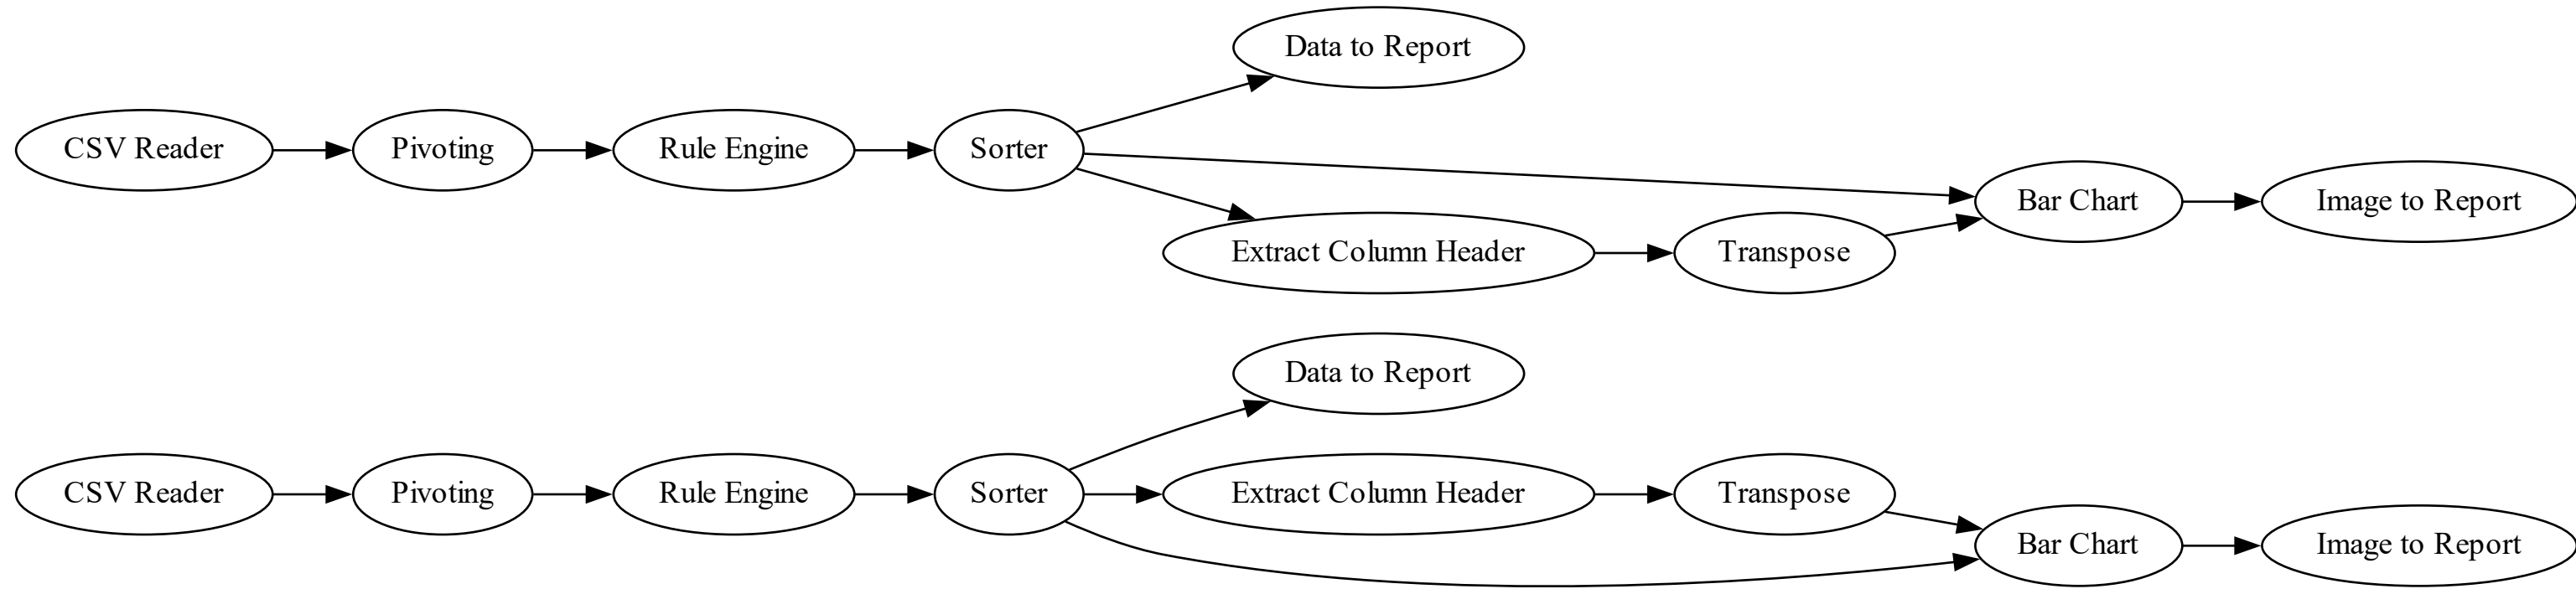 Data to Report
CSV Reader
Pivoting
Rule Engine
Sorter
Bar Chart
Image to Report
Extract Column Header
Transpose
Data to Report
CSV Reader
Pivoting
Rule Engine
Sorter
Extract Column Header
Transpose
Bar Chart
Image to Report